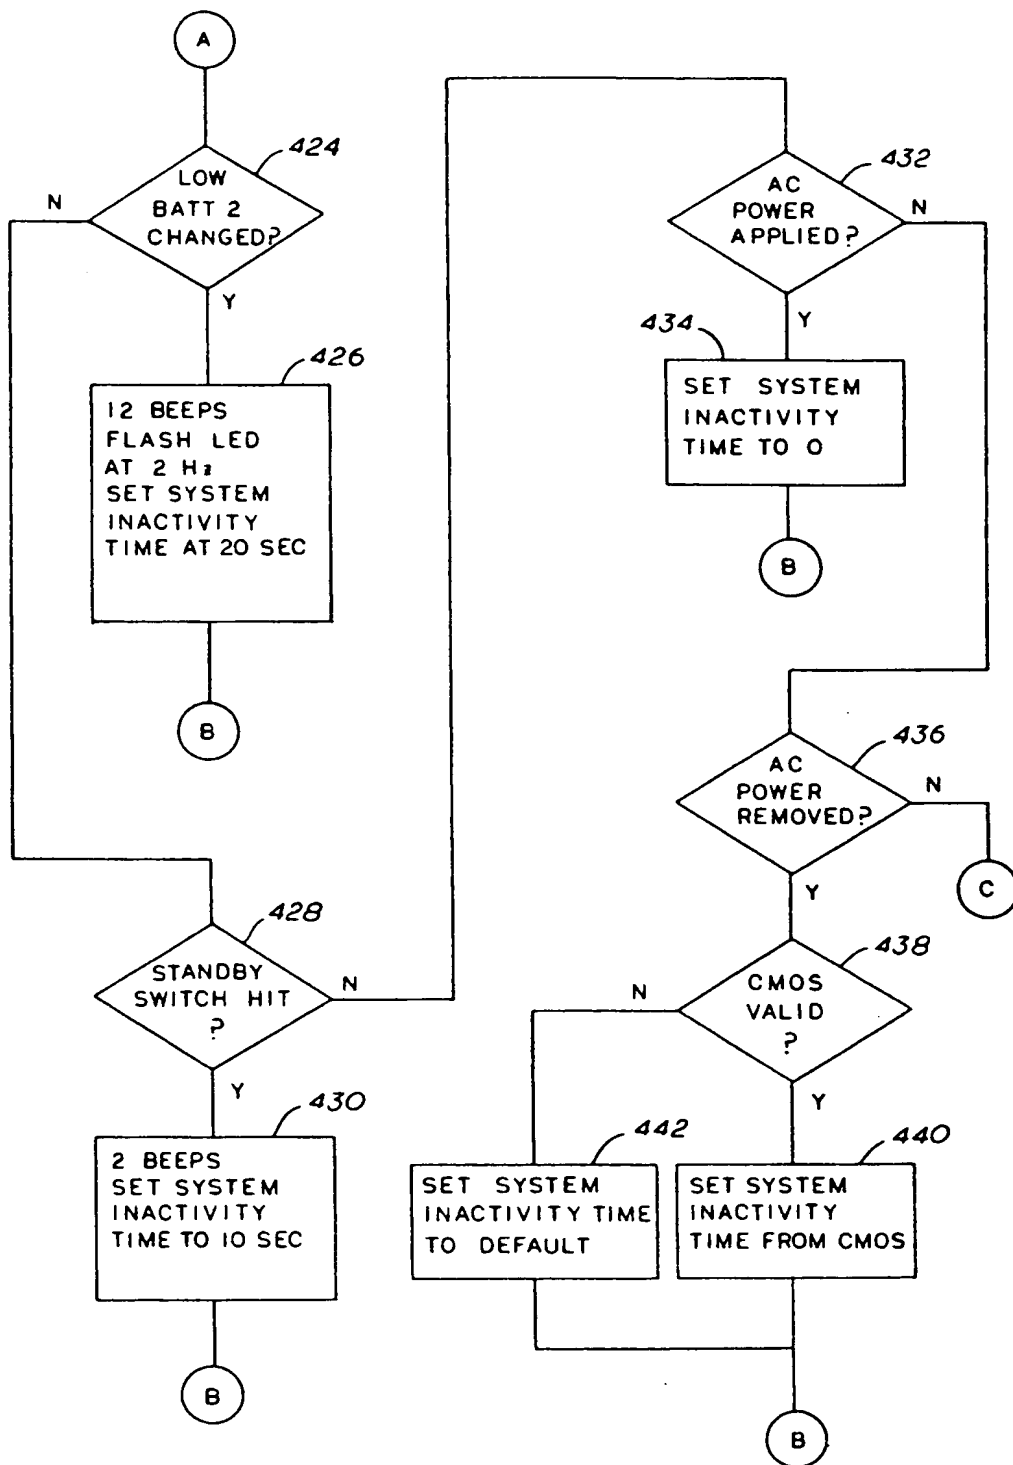 A
424
LOW
BATT 2
CHANGED?
N
Y
426
12 BEEPS
FLASH LED
AT 2 Hz
SET SYSTEM
INACTIVITY
TIME AT 20 SEC
B
428
STANDBY
SWITCH HIT
?
N
Y
430
2 BEEPS
SET SYSTEM
INACTIVITY
TIME TO 10 SEC
B
432
AC
POWER
APPLIED?
N
Y
434
SET SYSTEM
INACTIVITY
TIME TO 0
B
436
AC
POWER
REMOVED?
N
C
Y
438
CMOS
VALID
?
N
Y
442
SET SYSTEM
INACTIVITY TIME
TO DEFAULT
440
SET SYSTEM
INACTIVITY
TIME FROM CMOS
B